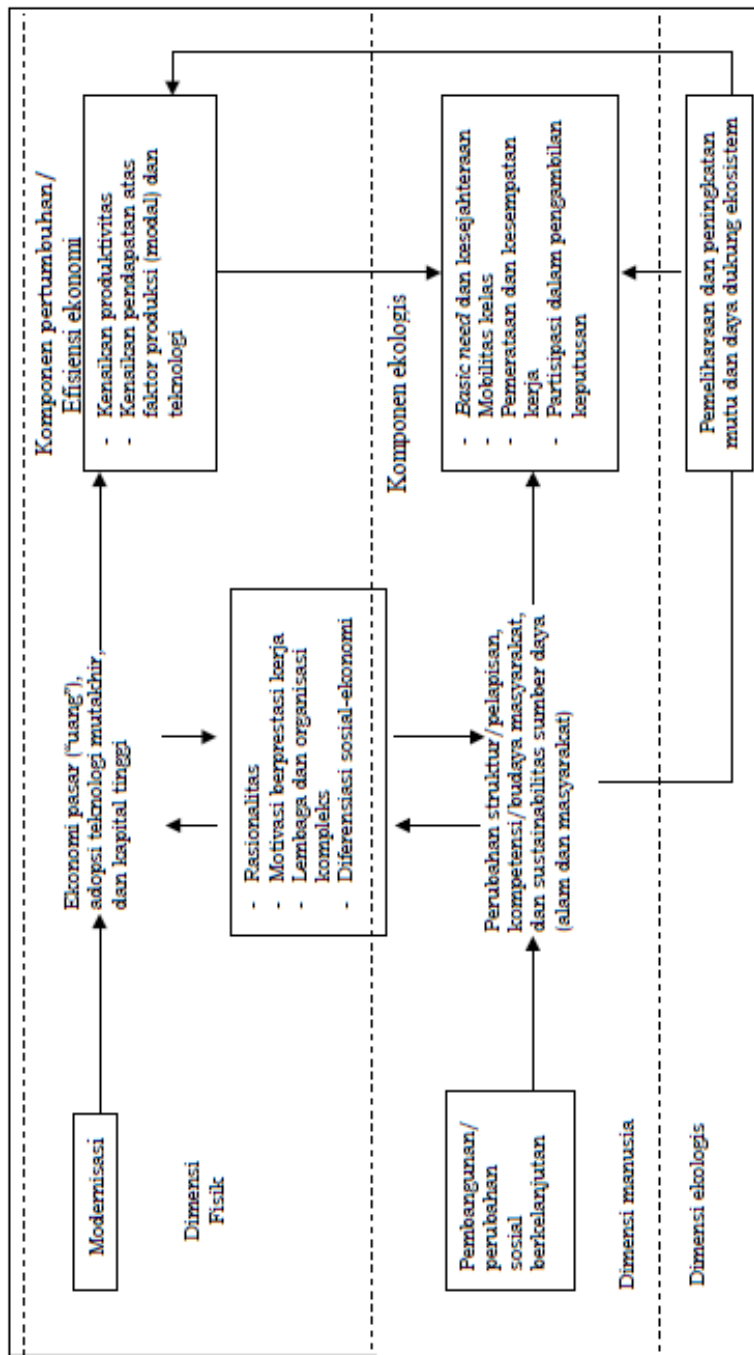 Modernisasi
Dimensi
Fisik
Ekonomi pasar ("uang"),
adopsi teknologi mutakhir,
dan kapital tinggi
Komponen pertumbuhan/
Efisiensi ekonomi
- Kenaikan produktivitas
- Kenaikan pendapatan atas
faktor produksi (modal) dan
teknologi
- Rasionalitas
- Motivasi berprestasi kerja
- Lembaga dan organisasi
kompleks
- Diferensiasi sosial-ekonomi
Komponen ekologis
- Basic need dan kesejahteraan
- Mobilitas kelas
- Pemerataan dan kesempatan
kerja
- Partisipasi dalam pengambilan
keputusan
Pembangunan/
perubahan
sosial
berkelanjutan
Perubahan struktur/pelapisan,
kompetensi/budaya masyarakat,
dan sustainabilitas sumber daya
(alam dan masyarakat)
Dimensi manusia
Dimensi ekologis
Pemeliharaan dan peningkatan
mutu dan daya dukung ekosistem